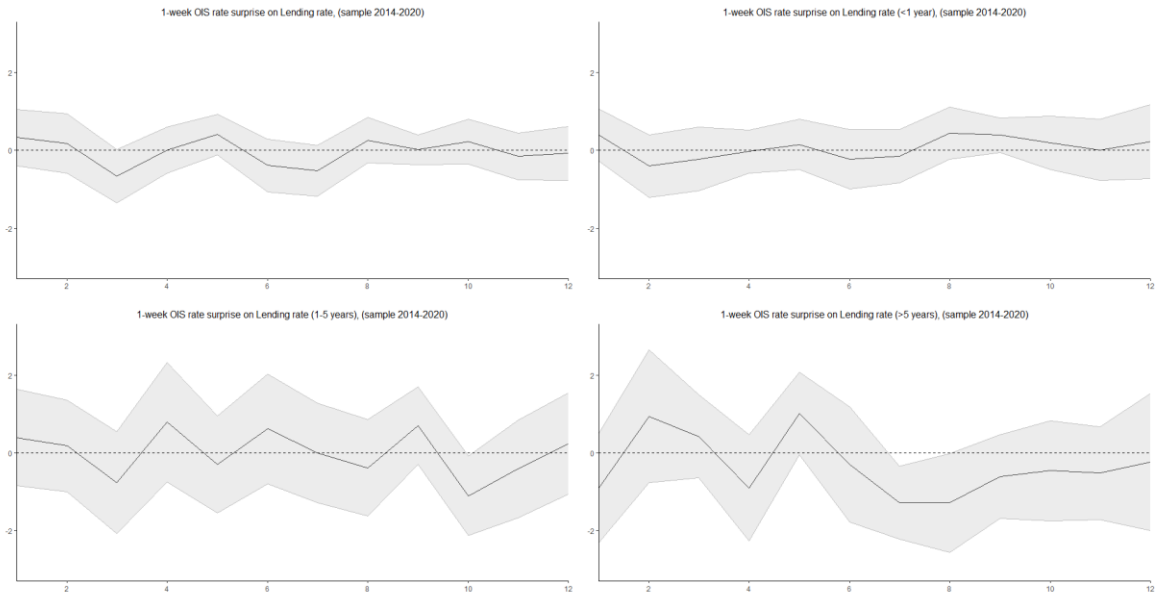 1-week OIS rate surprise on Lending rate, (sample 2014-2020)
2
0
-2
2 4 6 8 10 12
1-week OIS rate surprise on Lending rate (<1 year), (sample 2014-2020)
2
0
-2
2 4 6 8 10 12
1-week OIS rate surprise on Lending rate (1-5 years), (sample 2014-2020)
2
0
-2
2 4 6 8 10 12
1-week OIS rate surprise on Lending rate (>5 years), (sample 2014-2020)
2
0
-2
2 4 6 8 10 12